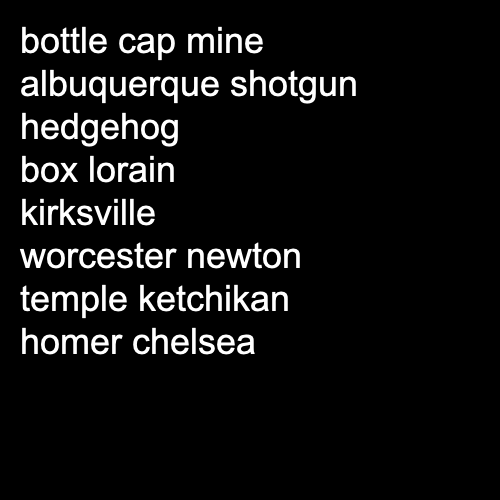 bottle cap mine
albuquerque shotgun
hedgehog
box lorain
kirksville
worcester newton
temple ketchikan
homer chelsea